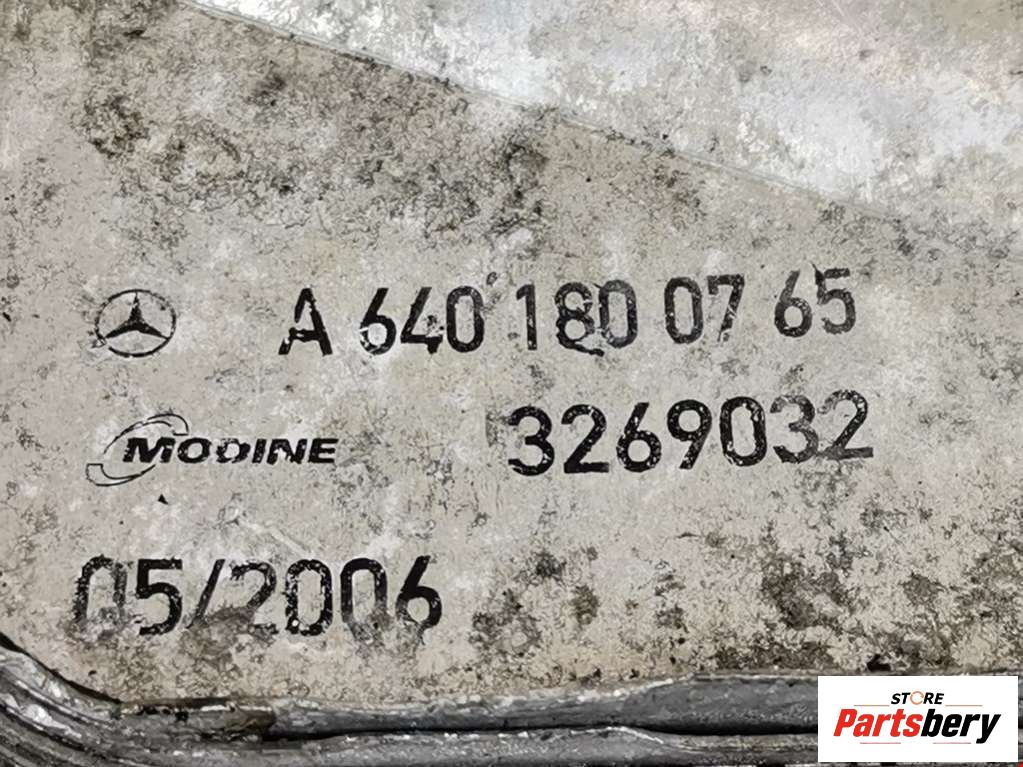 A 640 180 07 65
MODINE 3269032
05/2006
STORE
Partsbery